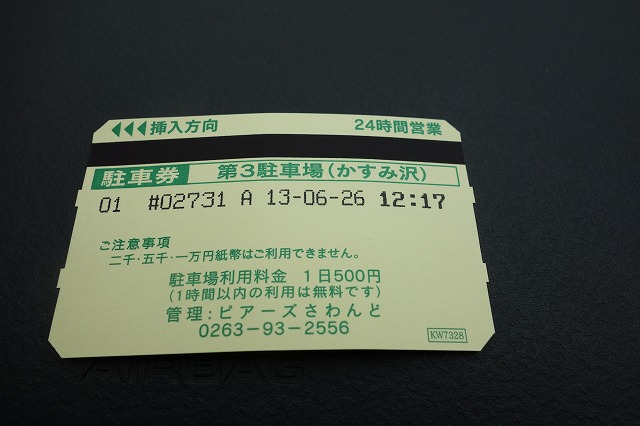 ◀◀◀挿入方向 24時間営業
駐車券 第3駐車場(かすみ沢)
01 #02731 A 13-06-26 12:17
ご注意事項
二千・五千・一万円紙幣はご利用できません。
駐車場利用料金 1日500円
(1時間以内の利用は無料です)
管理:ピアーズさわんど
0263-93-2556
KW7328
AIRBAG